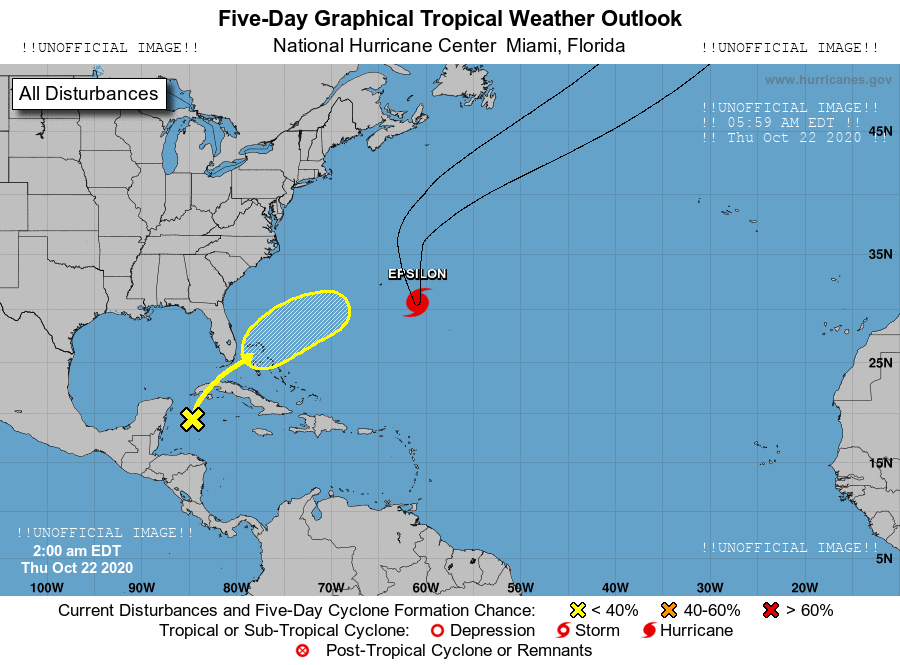 Five-Day Graphical Tropical Weather Outlook
!!UNOFFICIAL IMAGE!!
National Hurricane Center  Miami, Florida
!!UNOFFICIAL IMAGE!!
All Disturbances
www.hurricanes.gov
!!UNOFFICIAL IMAGE!!
!! 05:59 AM EDT !!
!! Thu Oct 22 2020 !!
45N
35N
EPSILON
25N
15N
!!UNOFFICIAL IMAGE!!
2:00 am EDT
Thu Oct 22 2020
!!UNOFFICIAL IMAGE!!
5N
100W 90W 80W 70W 60W 50W 40W 30W 20W
Current Disturbances and Five-Day Cyclone Formation Chance: < 40% 40-60% > 60%
Tropical or Sub-Tropical Cyclone: Depression Storm Hurricane
Post-Tropical Cyclone or Remnants